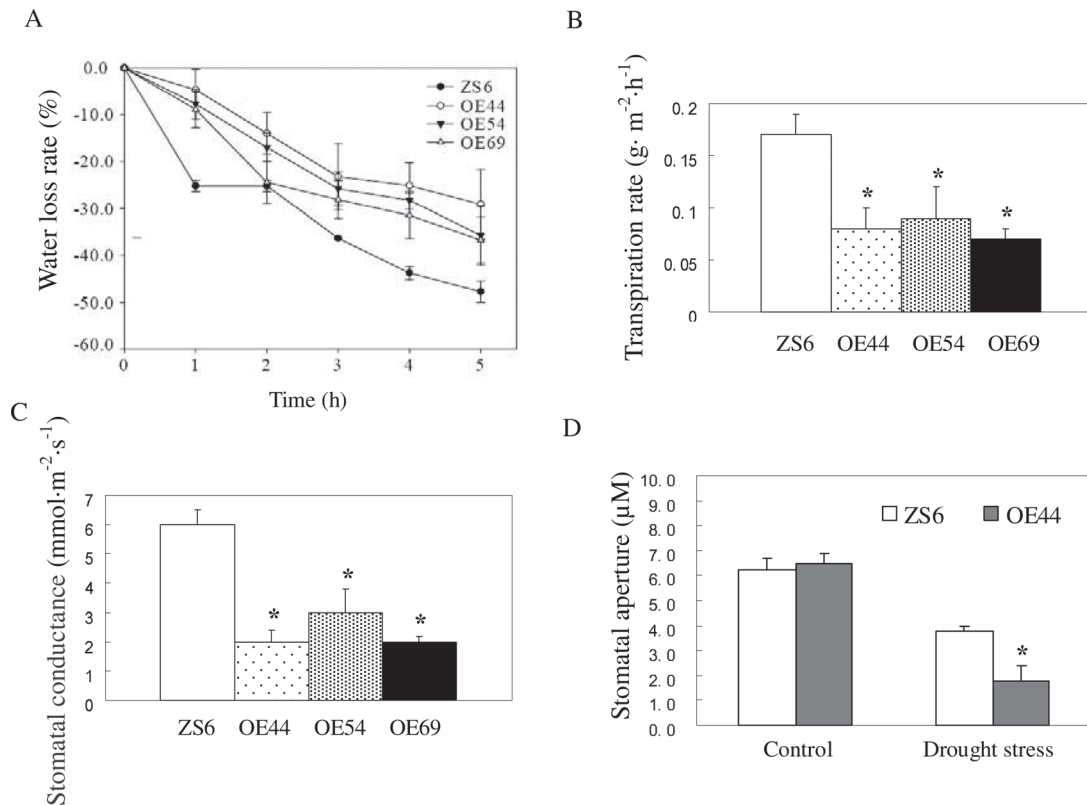 A
Water loss rate (%)
0.0
-10.0
-20.0
-30.0
-40.0
-50.0
-60.0
ZS6
OE44
OE54
OE69
0 1 2 3 4 5
Time (h)
B
Transpiration rate (g· m⁻²·h⁻¹)
0.2
0.15
0.1
0.05
0
* * *
ZS6 OE44 OE54 OE69
C
Stomatal conductance (mmol·m⁻²·s⁻¹)
7
6
5
4
3
2
1
0
* * *
ZS6 OE44 OE54 OE69
D
Stomatal aperture (µM)
10. 0
9. 0
8. 0
7. 0
6. 0
5. 0
4. 0
3. 0
2. 0
1. 0
0. 0
ZS6 OE44
*
Control Drought stress